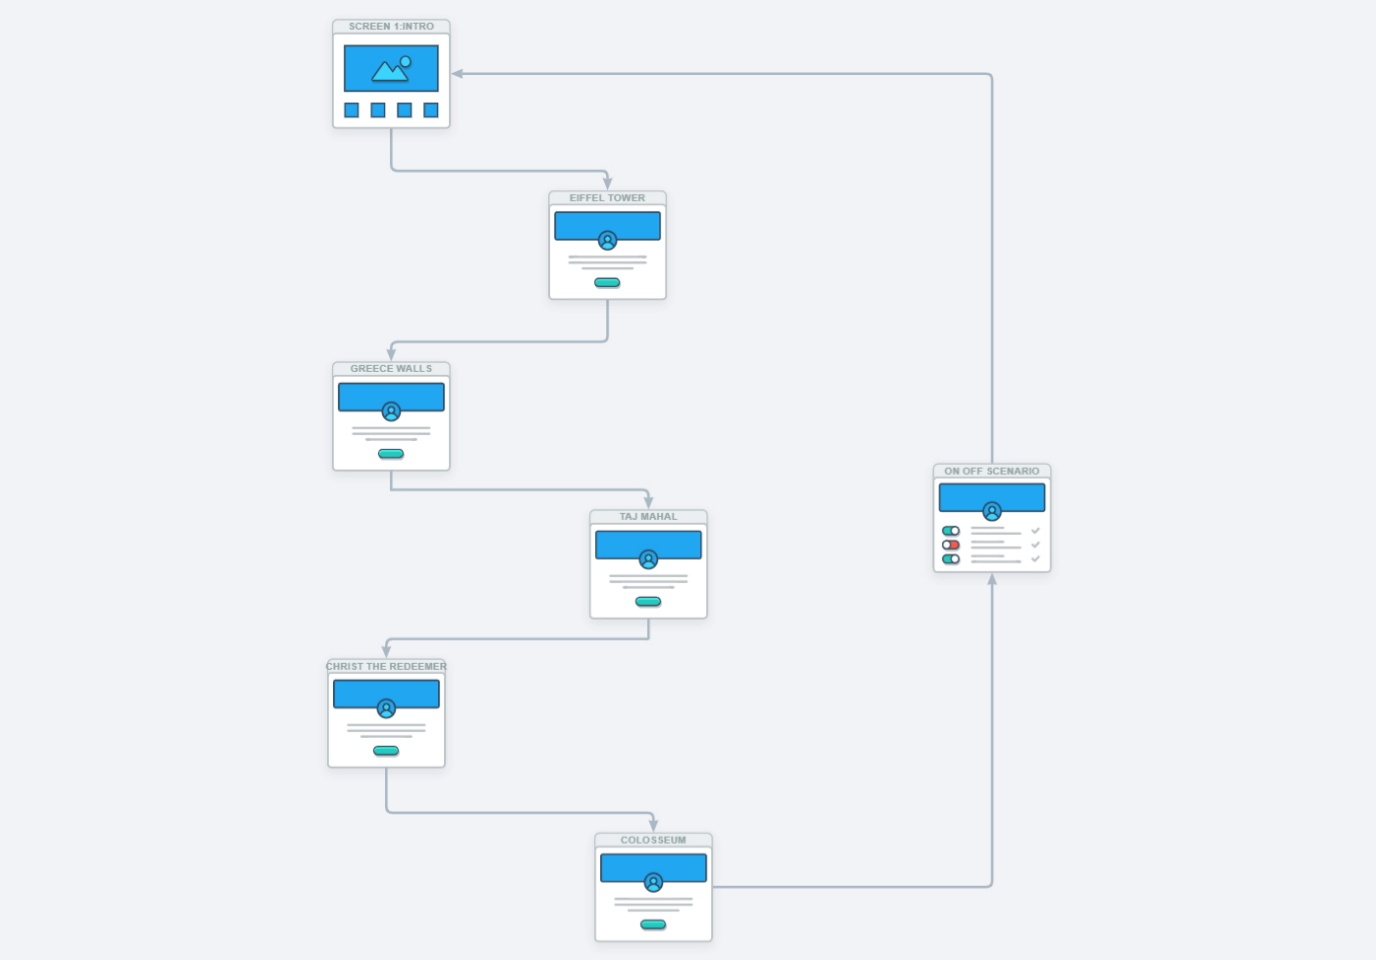 SCREEN 1:INTRO
EIFFEL TOWER
GREECE WALLS
ON OFF SCENARIO
TAJ MAHAL
CHRIST THE REDEEMER
COLOSSEUM